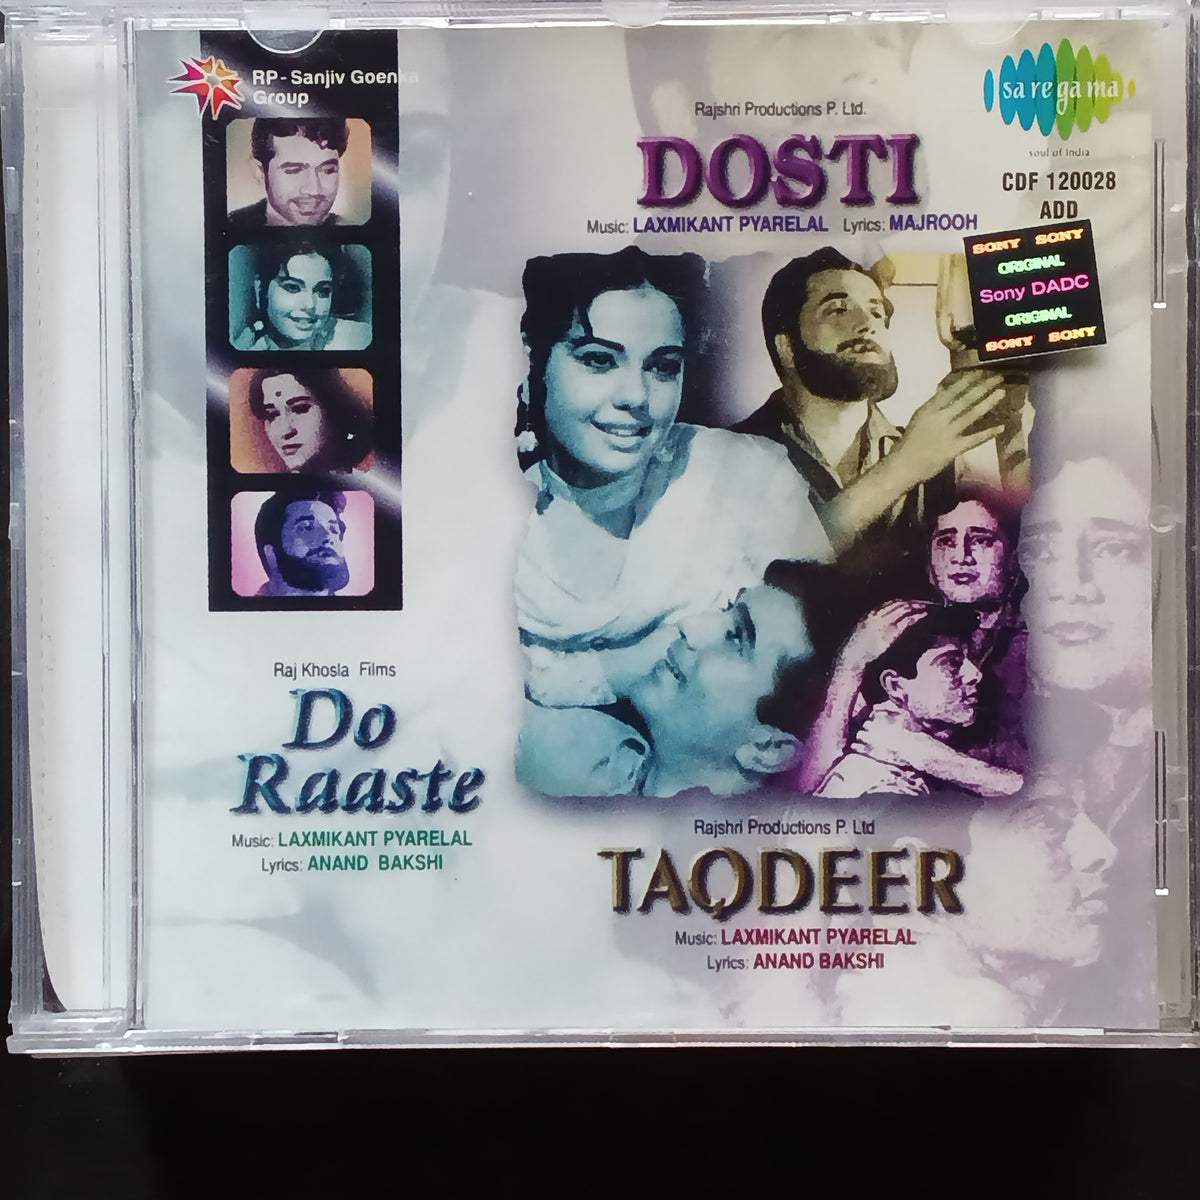 RP-Sanjiv Goenka
Group
sa re ga ma
soul of India
CDF 120028
ADD
SONY SONY
ORIGINAL
Sony DADC
ORIGINAL
SONY SONY
Rajshri Productions P. Ltd.
DOSTI
Music: LAXMIKANT PYARELAL Lyrics: MAJROOH
Raj Khosla Films
Do
Raaste
Music: LAXMIKANT PYARELAL
Lyrics: ANAND BAKSHI
Rajshri Productions P. Ltd
TAQDEER
Music: LAXMIKANT PYARELAL
Lyrics: ANAND BAKSHI